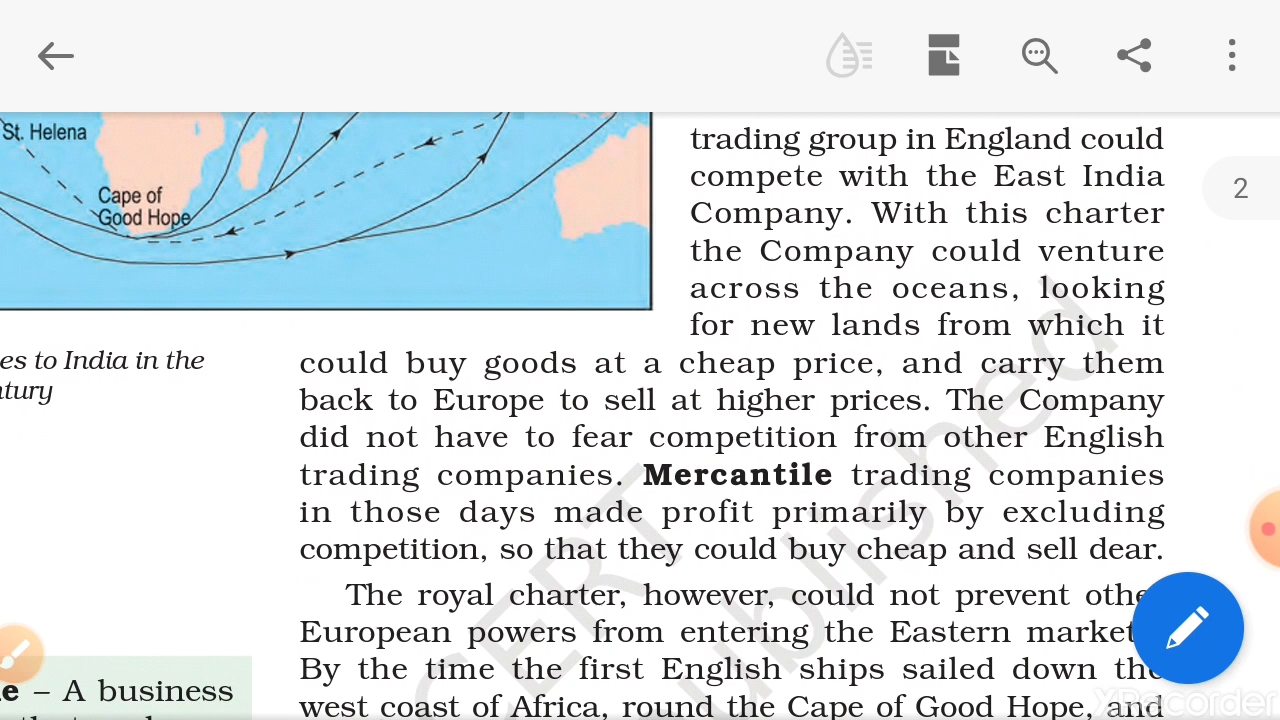 2
St. Helena
Cape of
Good Hope
es to India in the
ntury
trading group in England could
compete with the East India
Company. With this charter
the Company could venture
across the oceans, looking
for new lands from which it
could buy goods at a cheap price, and carry them
back to Europe to sell at higher prices. The Company
did not have to fear competition from other English
trading companies. Mercantile trading companies
in those days made profit primarily by excluding
competition, so that they could buy cheap and sell dear.
The royal charter, however, could not prevent othe
European powers from entering the Eastern market
By the time the first English ships sailed down the
west coast of Africa, round the Cape of Good Hope, and
e – A business
CERT
ublished
XRecorder